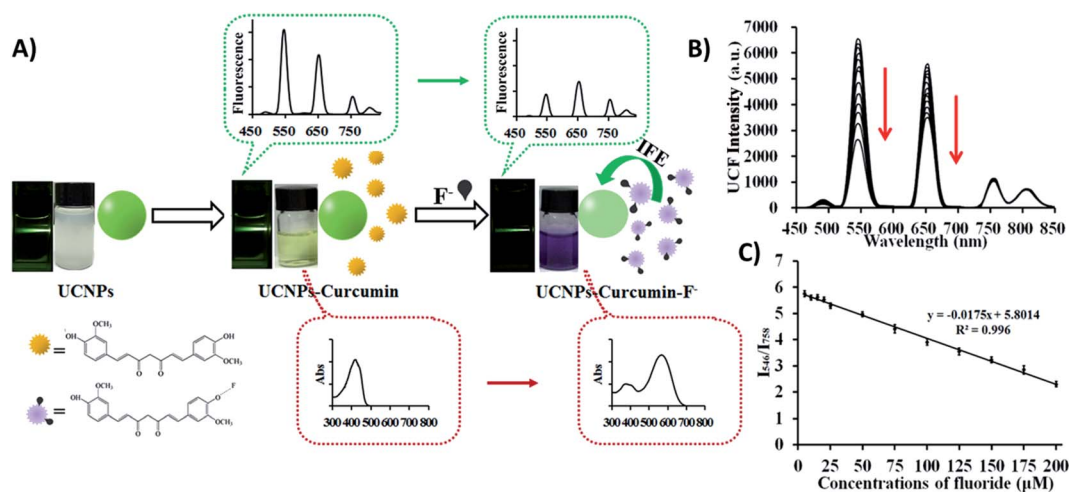 A)
Fluorescence
450 550 650 750
Fluorescence
450 550 650 750
IFE
F⁻
UCNPs
UCNPs-Curcumin
UCNPs-Curcumin-F⁻
=
OCH₃
OH
OH
OCH₃
O O
=
OCH₃
OH
O
F
OCH₃
O O
Abs
300 400 500 600 700 800
Abs
300 400 500 600 700 800
B)
UCF Intensity (a.u.)
7000
6000
5000
4000
3000
2000
1000
0
450 500 550 600 650 700 750 800 850
Wavelength (nm)
C)
I₅₄₆/I₇₅₈
7
6
5
4
3
2
1
0
y = -0.0175x + 5.8014
R² = 0.996
0 25 50 75 100 125 150 175 200
Concentrations of fluoride (µM)